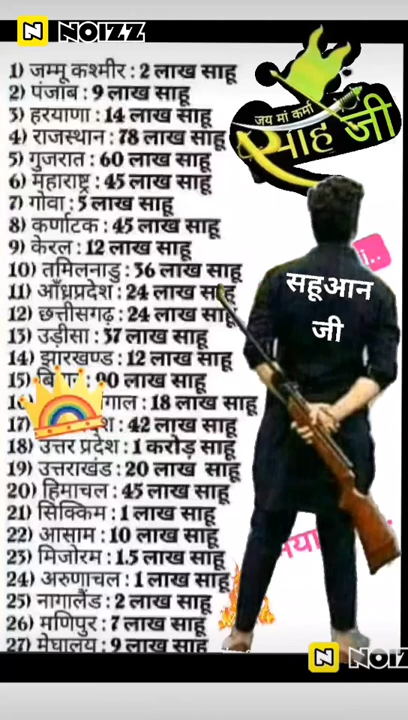 NOIZZ
1) जम्मू कश्मीर : 2 लाख साहू
2) पंजाब : 9 लाख साहू
3) हरयाणा : 14 लाख साहू
4) राजस्थान : 78 लाख साहू
5) गुजरात : 60 लाख साहू
6) महाराष्ट्र : 45 लाख साहू
7) गोवा : 5 लाख साहू
8) कर्णाटक : 45 लाख साहू
9) केरल : 12 लाख साहू
10) तमिलनाडु : 36 लाख साहू
11) आँध्रप्रदेश : 24 लाख साहू
12) छत्तीसगढ़ : 24 लाख साहू
13) उड़ीसा : 37 लाख साहू
14) झारखण्ड : 12 लाख साहू
15) : 90 लाख साहू
: 18 लाख साहू
17) : 42 लाख साहू
18) उत्तर प्रदेश : 1 करोड़ साहू
19) उत्तराखंड : 20 लाख साहू
20) हिमाचल : 45 लाख साहू
21) सिक्किम : 1 लाख साहू
22) आसाम : 10 लाख साहू
23) मिजोरम : 1.5 लाख साहू
24) अरुणाचल : 1 लाख साहू
25) नागालैंड : 2 लाख साहू
26) मणिपुर : 7 लाख साहू
27) मेघालय : 9 लाख साहू
जय मां कर्मा
साहू जी
सहूआन
जी
NOIZZ